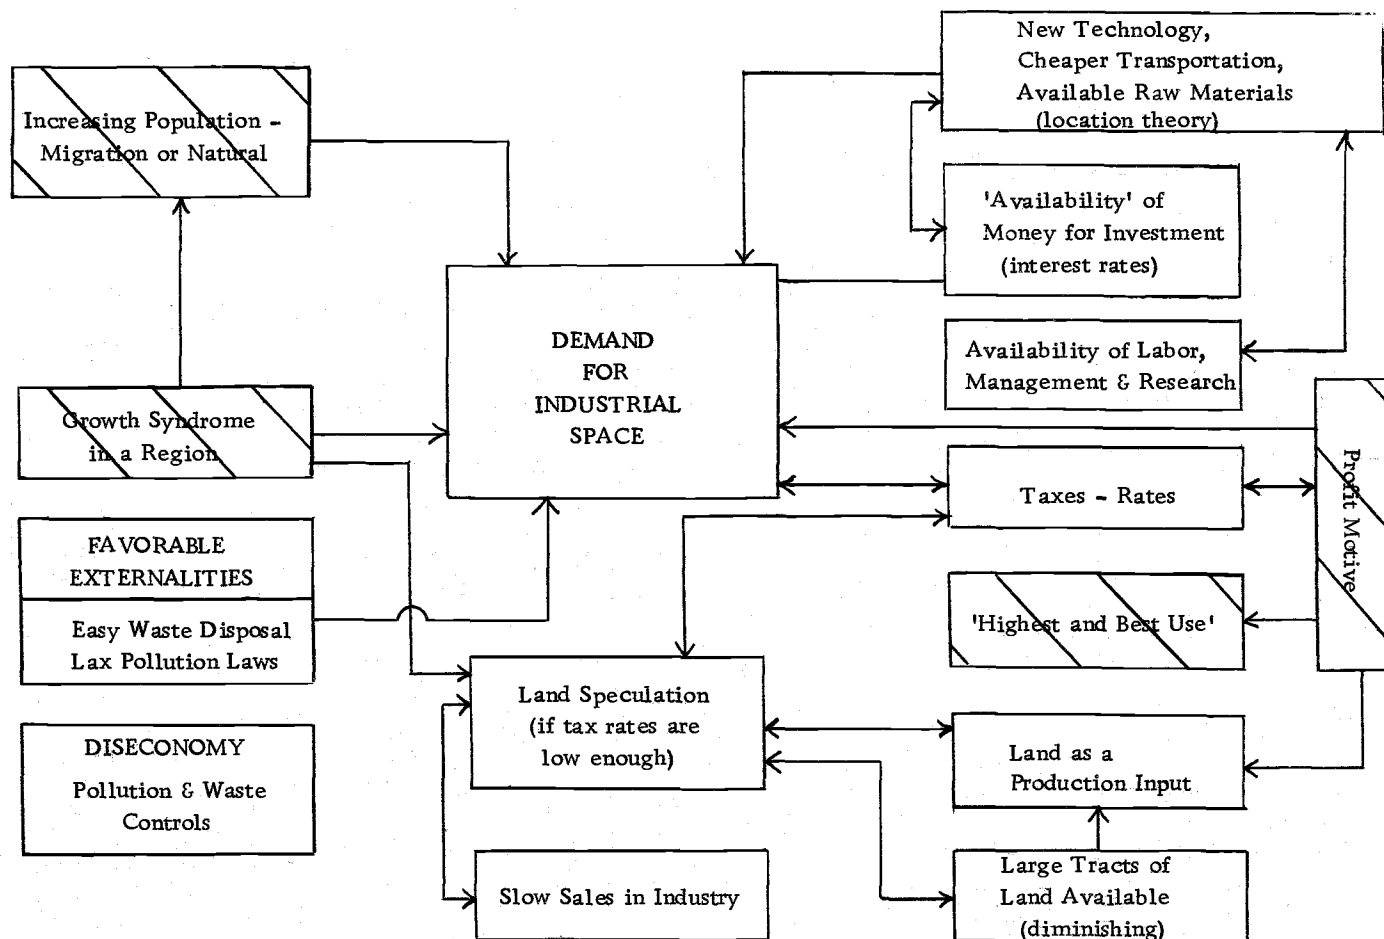 New Technology,
Cheaper Transportation,
Available Raw Materials
(location theory)
Increasing Population -
Migration or Natural
'Availability' of
Money for Investment
(interest rates)
DEMAND
FOR
INDUSTRIAL
SPACE
Availability of Labor,
Management & Research
Growth Syndrome
in a Region
Taxes - Rates
Profit Motive
FAVORABLE
EXTERNALITIES
Easy Waste Disposal
Lax Pollution Laws
'Highest and Best Use'
Land Speculation
(if tax rates are
low enough)
Land as a
Production Input
DISECONOMY
Pollution & Waste
Controls
Slow Sales in Industry
Large Tracts of
Land Available
(diminishing)